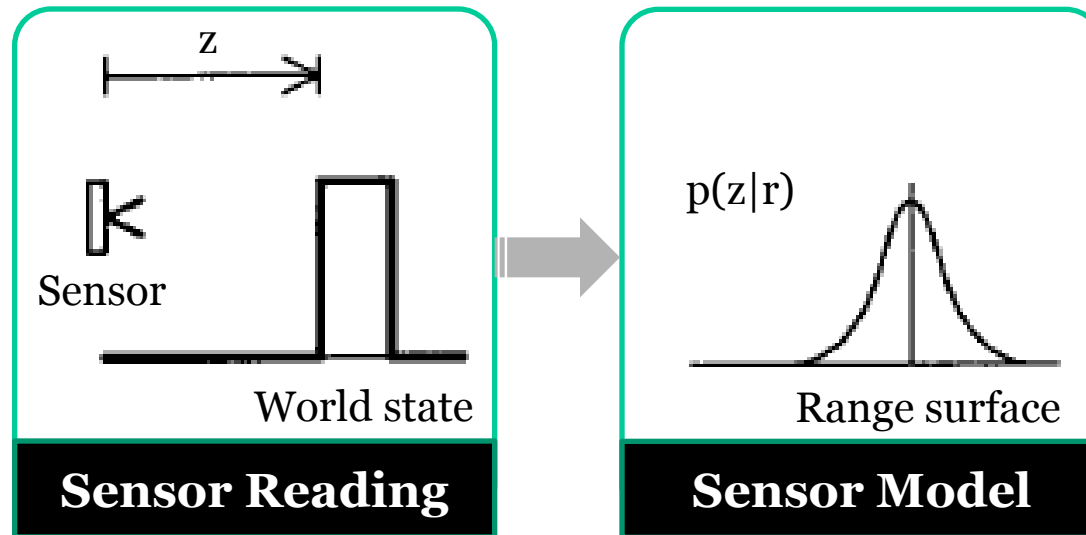 z
Sensor
World state
Sensor Reading
p(z|r)
Range surface
Sensor Model